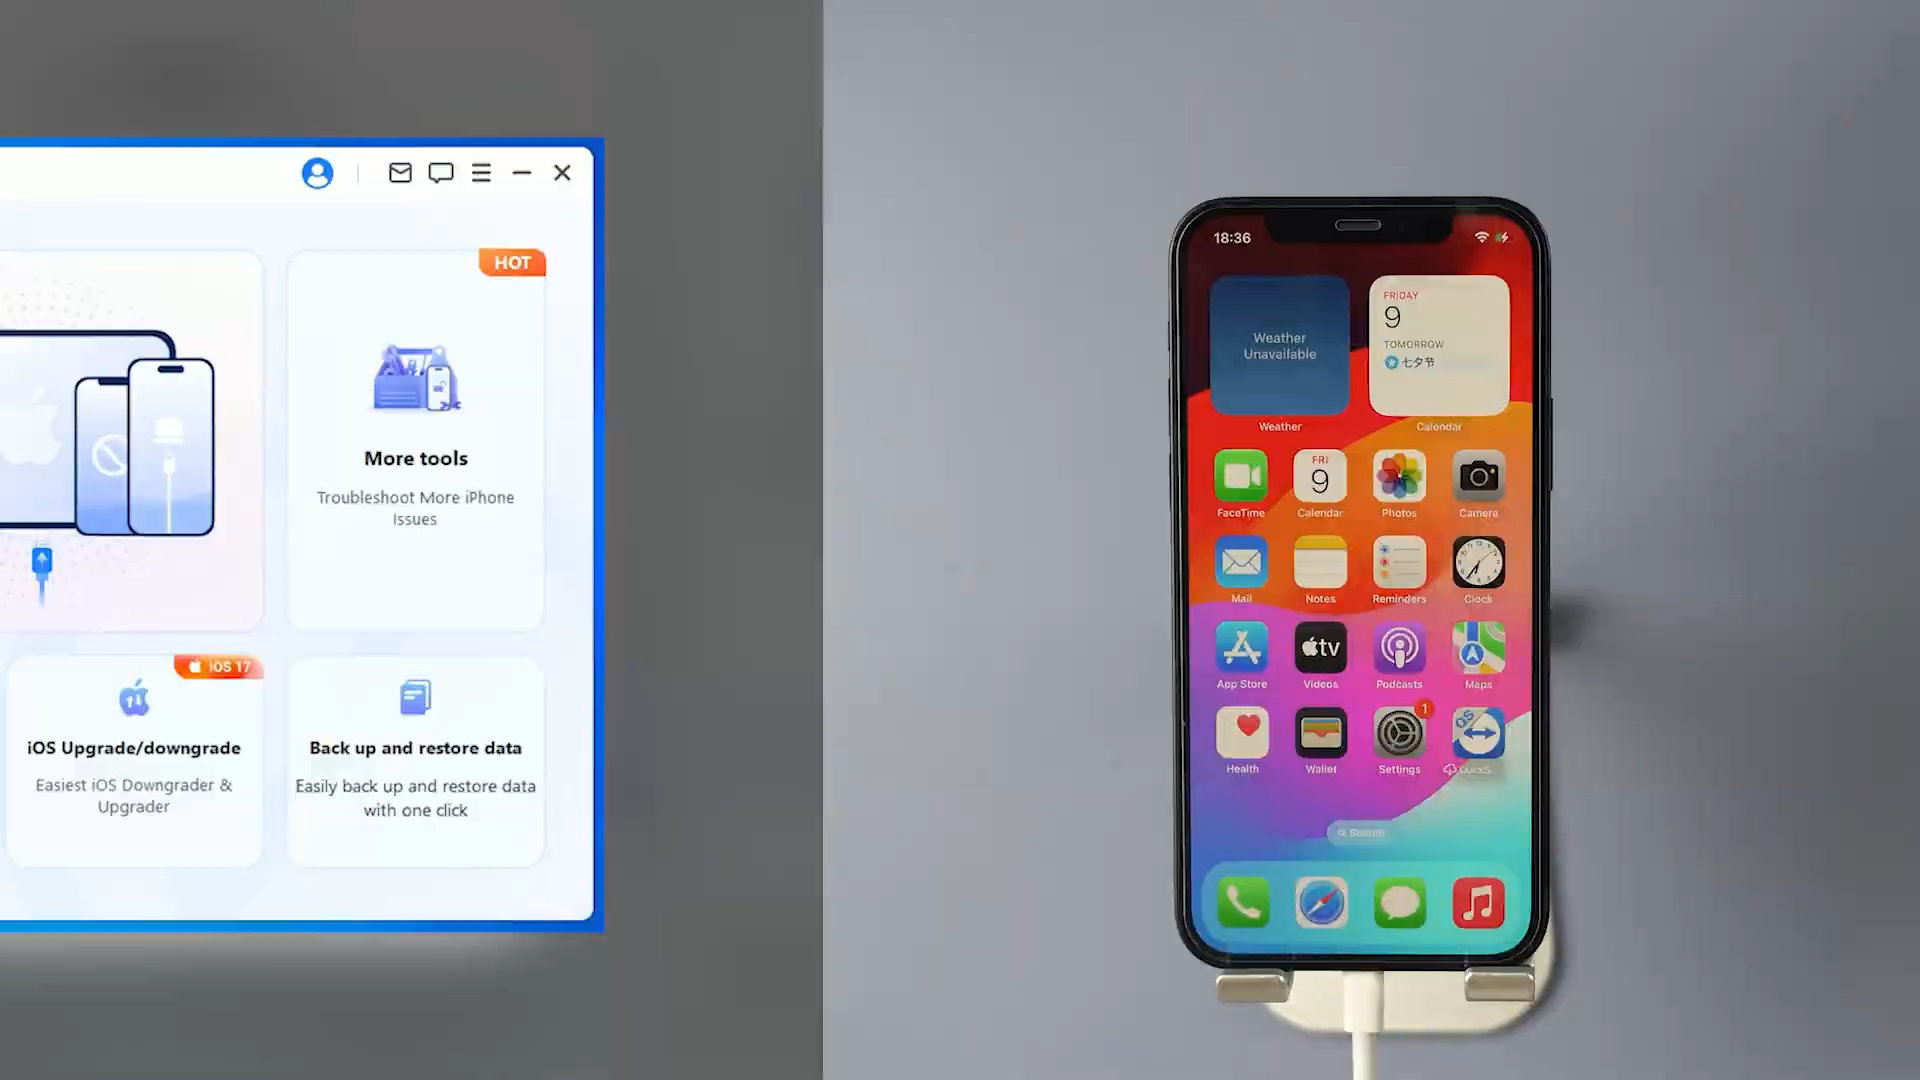 HOT
More tools
Troubleshoot More iPhone
Issues
iOS 17
iOS Upgrade/downgrade
Easiest iOS Downgrader &
Upgrader
Back up and restore data
Easily back up and restore data
with one click
18:36
Weather
Unavailable
FRIDAY
9
TOMORROW
七夕节
Weather
Calendar
FRI
9
FaceTime
Calendar
Photos
Camera
Mail
Notes
Reminders
Clock
tv
App Store
Videos
Podcasts
Maps
1
QS
Health
Wallet
Settings
Search